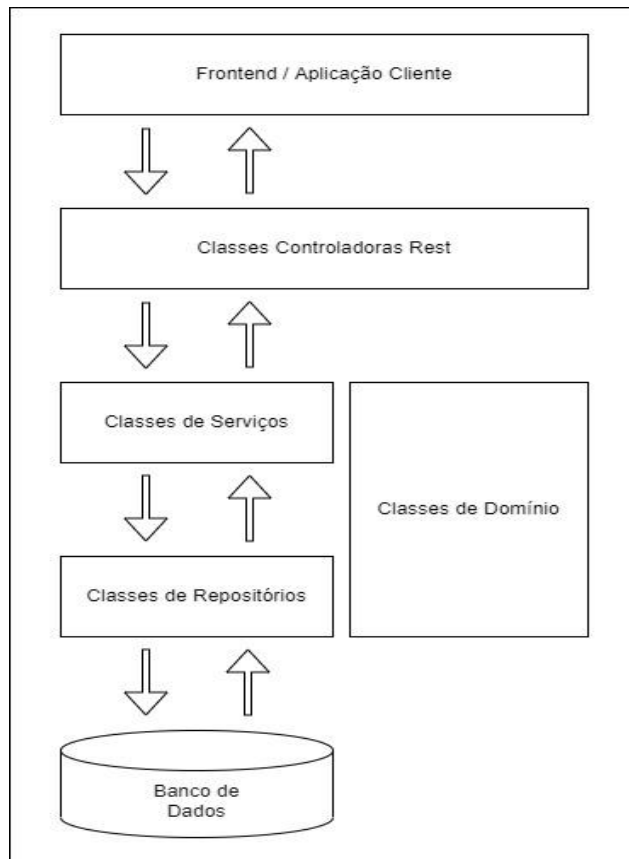 Frontend / Aplicação Cliente
Classes Controladoras Rest
Classes de Serviços
Classes de Domínio
Classes de Repositórios
Banco de
Dados